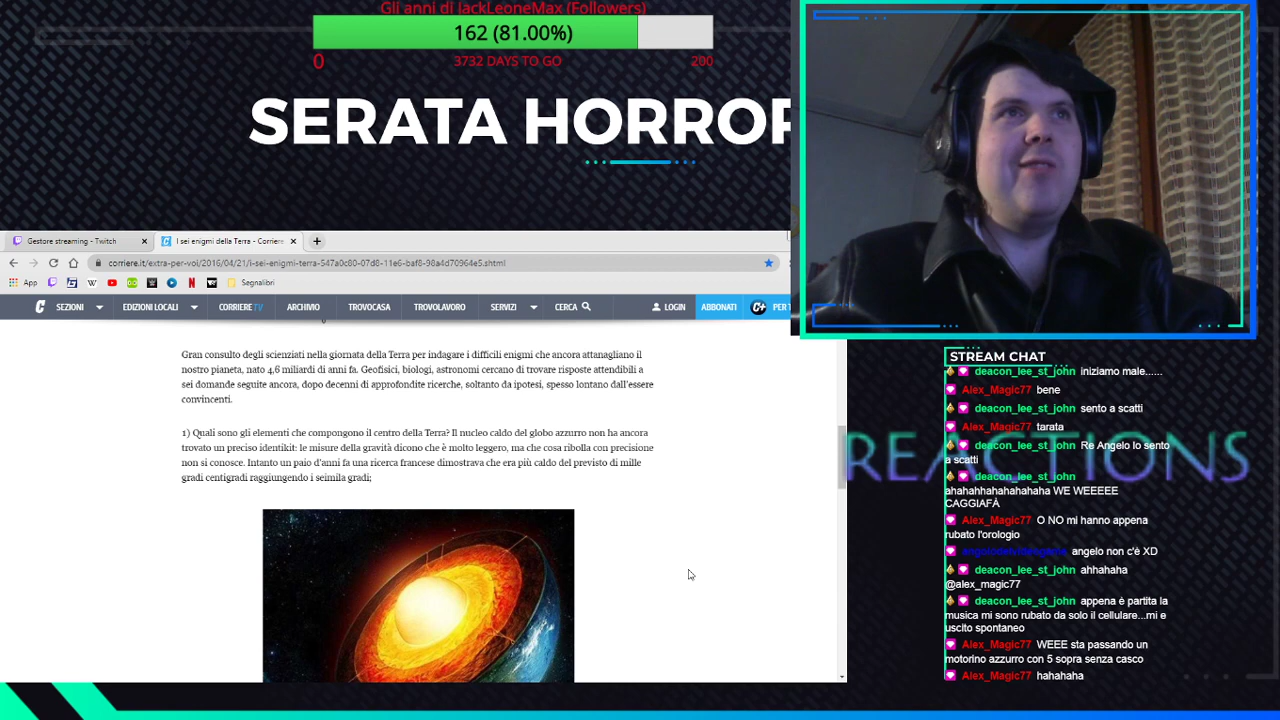 Gli anni di IackLeoneMax (Followers)
162 (81.00%)
0
3732 DAYS TO GO
200
SERATA HORROR
Gestore streaming - Twitch
I sei enigmi della Terra - Corriere
corriere.it/extra-per-voi/2016/04/21/i-sei-enigmi-terra-547a0c80-07d8-11e6-baf8-98a4d70964e5.shtml
App
Segnalibri
SEZIONI
EDIZIONI LOCALI
CORRIERE TV
ARCHIVIO
TROVOCASA
TROVOLAVORO
SERVIZI
CERCA
LOGIN
ABBONATI
C+
PER T
Gran consulto degli scienziati nella giornata della Terra per indagare i difficili enigmi che ancora attanagliano il
nostro pianeta, nato 4,6 miliardi di anni fa. Geofisici, biologi, astronomi cercano di trovare risposte attendibili a
sei domande seguite ancora, dopo decenni di approfondite ricerche, soltanto da ipotesi, spesso lontano dall'essere
convincenti.
1) Quali sono gli elementi che compongono il centro della Terra? Il nucleo caldo del globo azzurro non ha ancora
trovato un preciso identikit: le misure della gravità dicono che è molto leggero, ma che cosa ribolla con precisione
non si conosce. Intanto un paio d'anni fa una ricerca francese dimostrava che era più caldo del previsto di mille
gradi centigradi raggiungendo i seimila gradi;
REACTIONS
STREAM CHAT
deacon_lee_st_john iniziamo male......
Alex_Magic77 bene
deacon_lee_st_john sento a scatti
Alex_Magic77 tarata
deacon_lee_st_john Re Angelo lo sento
a scatti
deacon_lee_st_john
ahahahhahahahahaha WE WEEEEE
CAGGIAFÀ
Alex_Magic77 O NO mi hanno appena
rubato l'orologio
angelo non c'è XD
deacon_lee_st_john ahhahaha
@alex_magic77
deacon_lee_st_john appena è partita la
musica mi sono rubato da solo il cellulare...mi e
uscito spontaneo
Alex_Magic77 WEEE sta passando un
motorino azzurro con 5 sopra senza casco
Alex_Magic77 hahahaha